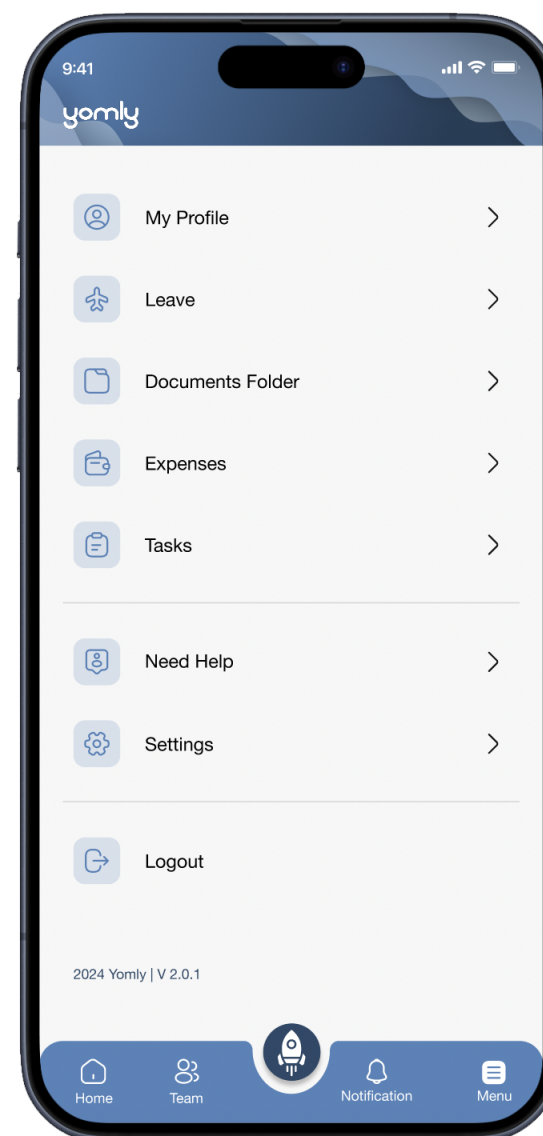 9:41
yomly
My Profile
Leave
Documents Folder
Expenses
Tasks
Need Help
Settings
Logout
2024 Yomly | V 2.0.1
Home Team Notification Menu